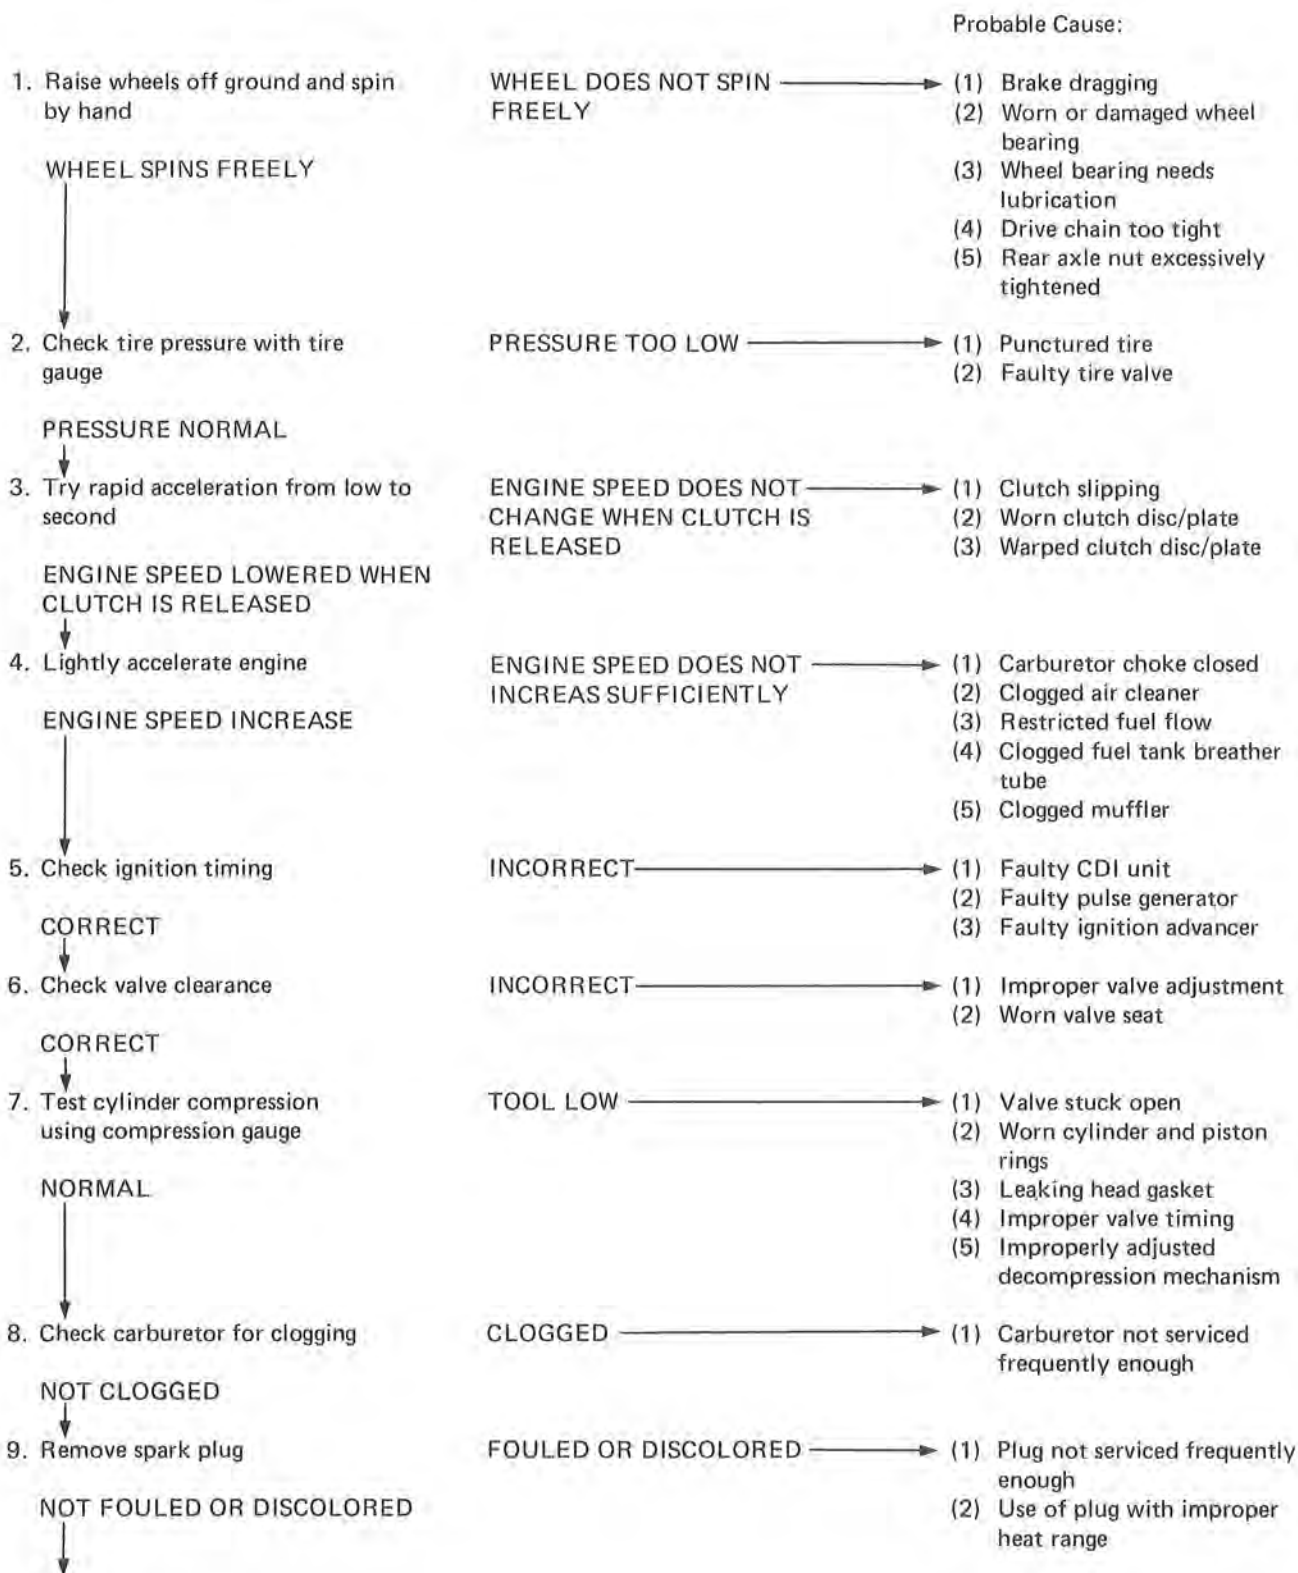 Probable Cause:
1. Raise wheels off ground and spin
by hand
WHEEL DOES NOT SPIN
FREELY
(1) Brake dragging
(2) Worn or damaged wheel
bearing
(3) Wheel bearing needs
lubrication
(4) Drive chain too tight
(5) Rear axle nut excessively
tightened
WHEEL SPINS FREELY
2. Check tire pressure with tire
gauge
PRESSURE TOO LOW
(1) Punctured tire
(2) Faulty tire valve
PRESSURE NORMAL
3. Try rapid acceleration from low to
second
ENGINE SPEED DOES NOT
CHANGE WHEN CLUTCH IS
RELEASED
(1) Clutch slipping
(2) Worn clutch disc/plate
(3) Warped clutch disc/plate
ENGINE SPEED LOWERED WHEN
CLUTCH IS RELEASED
4. Lightly accelerate engine
ENGINE SPEED DOES NOT
INCREAS SUFFICIENTLY
(1) Carburetor choke closed
(2) Clogged air cleaner
(3) Restricted fuel flow
(4) Clogged fuel tank breather
tube
(5) Clogged muffler
ENGINE SPEED INCREASE
5. Check ignition timing
INCORRECT
(1) Faulty CDI unit
(2) Faulty pulse generator
(3) Faulty ignition advancer
CORRECT
6. Check valve clearance
INCORRECT
(1) Improper valve adjustment
(2) Worn valve seat
CORRECT
7. Test cylinder compression
using compression gauge
TOOL LOW
(1) Valve stuck open
(2) Worn cylinder and piston
rings
(3) Leaking head gasket
(4) Improper valve timing
(5) Improperly adjusted
decompression mechanism
NORMAL
8. Check carburetor for clogging
CLOGGED
(1) Carburetor not serviced
frequently enough
NOT CLOGGED
9. Remove spark plug
FOULED OR DISCOLORED
(1) Plug not serviced frequently
enough
(2) Use of plug with improper
heat range
NOT FOULED OR DISCOLORED